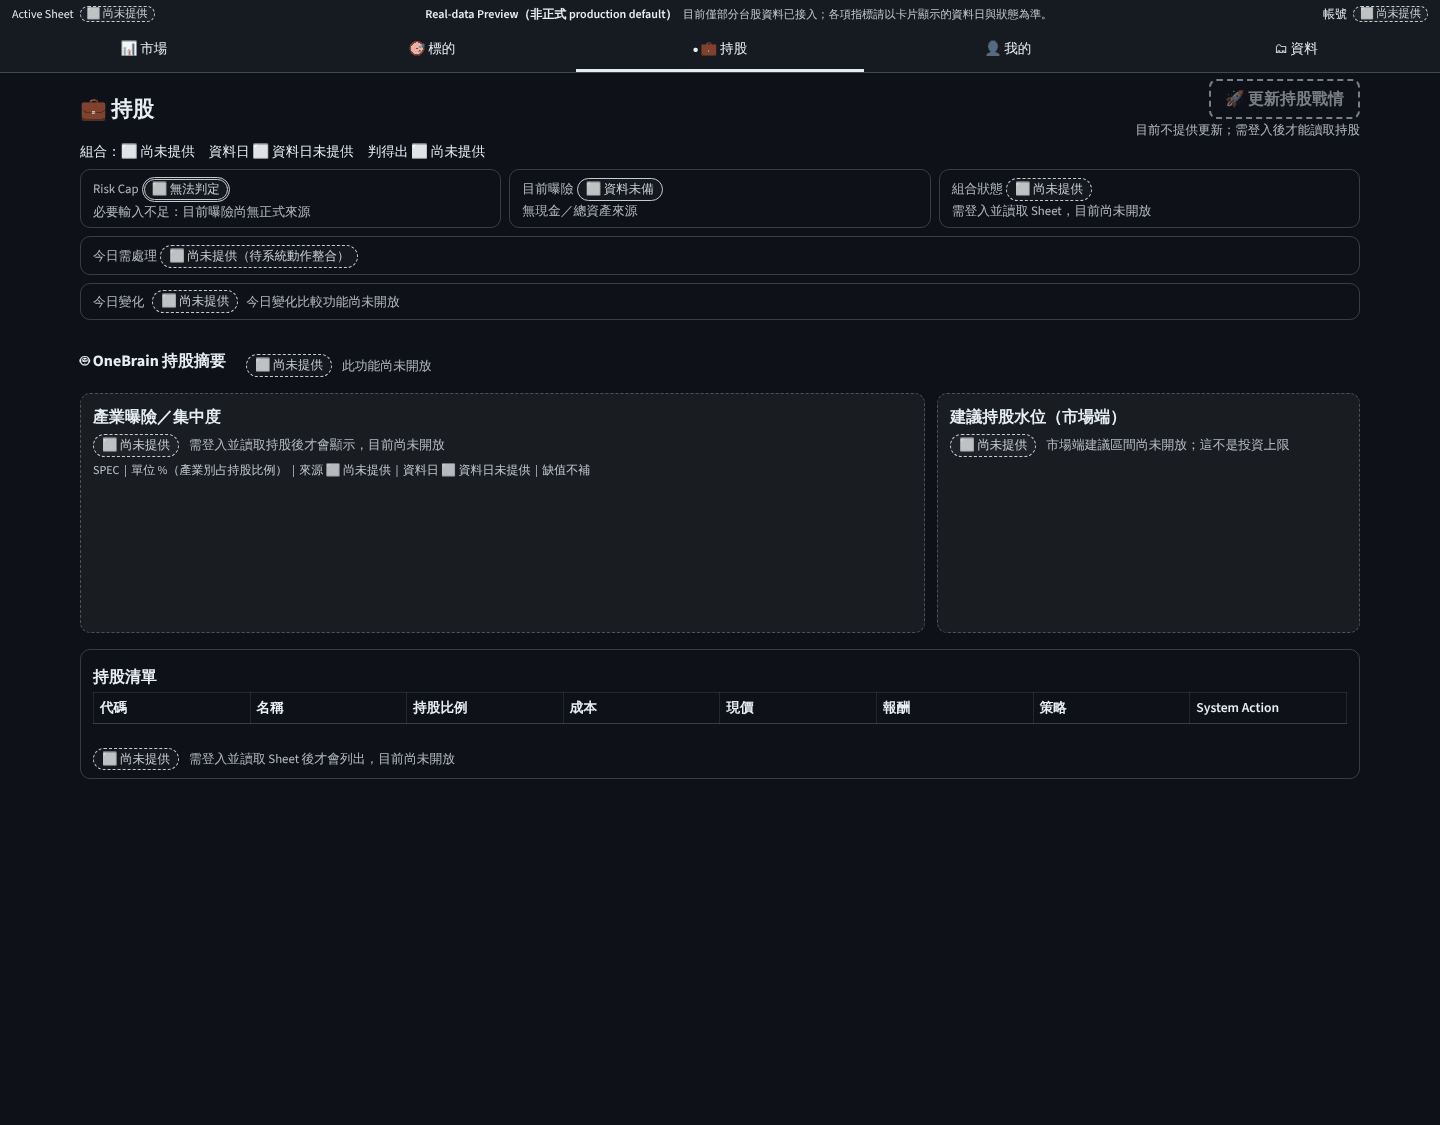 Active Sheet ⬜ 尚未提供
Real-data Preview（非正式 production default） 目前僅部分台股資料已接入；各項指標請以卡片顯示的資料日與狀態為準。
帳號 ⬜ 尚未提供
📊 市場
🎯 標的
• 💼 持股
👤 我的
🗂 資料
💼 持股
🚀 更新持股戰情
目前不提供更新；需登入後才能讀取持股
組合：⬜ 尚未提供 資料日 ⬜ 資料日未提供 判得出 ⬜ 尚未提供
Risk Cap ⬜ 無法判定
必要輸入不足：目前曝險尚無正式來源
目前曝險 ⬜ 資料未備
無現金／總資產來源
組合狀態 ⬜ 尚未提供
需登入並讀取 Sheet，目前尚未開放
今日需處理 ⬜ 尚未提供（待系統動作整合）
今日變化 ⬜ 尚未提供 今日變化比較功能尚未開放
OneBrain 持股摘要 ⬜ 尚未提供 此功能尚未開放
產業曝險／集中度
⬜ 尚未提供 需登入並讀取持股後才會顯示，目前尚未開放
SPEC｜單位 %（產業別占持股比例）｜來源 ⬜ 尚未提供｜資料日 ⬜ 資料日未提供｜缺值不補
建議持股水位（市場端）
⬜ 尚未提供 市場端建議區間尚未開放；這不是投資上限
持股清單
代碼 名稱 持股比例 成本 現價 報酬 策略 System Action
⬜ 尚未提供 需登入並讀取 Sheet 後才會列出，目前尚未開放